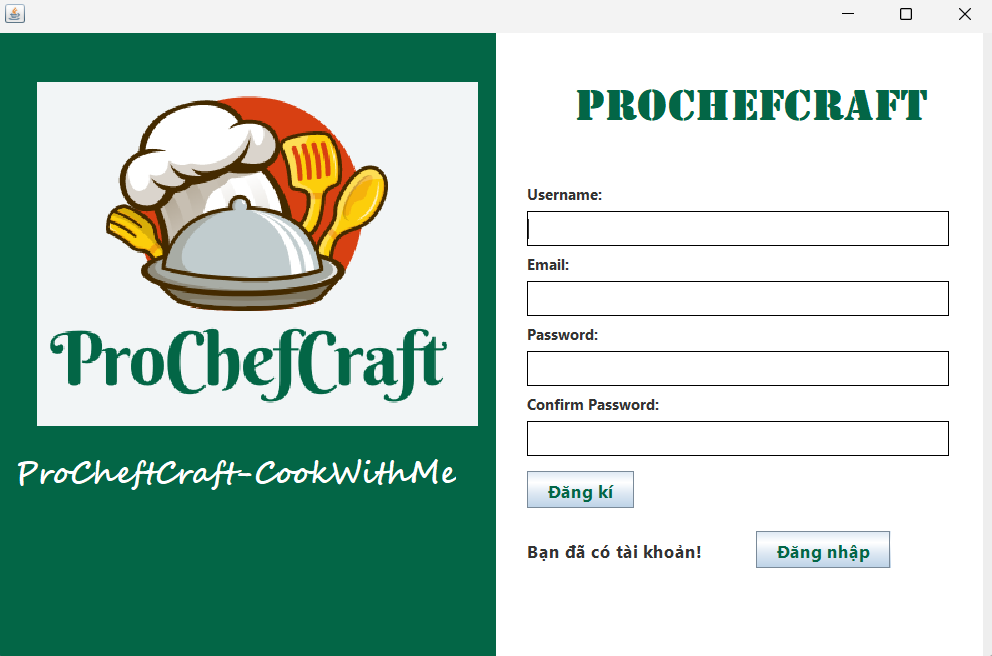 ProChefCraft
ProCheftCraft-CookWithMe
PROCHEFCRAFT
Username:
Email:
Password:
Confirm Password:
Đăng kí
Bạn đã có tài khoản!
Đăng nhập